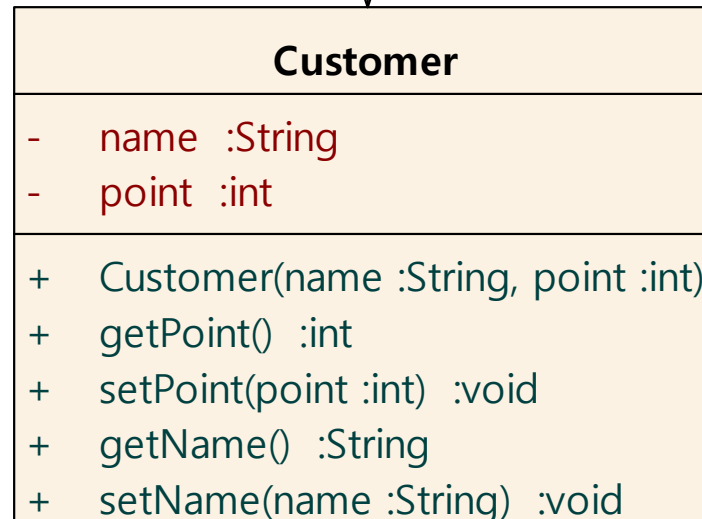 Customer
- name :String
- point :int
+ Customer(name :String, point :int)
+ getPoint() :int
+ setPoint(point :int) :void
+ getName() :String
+ setName(name :String) :void